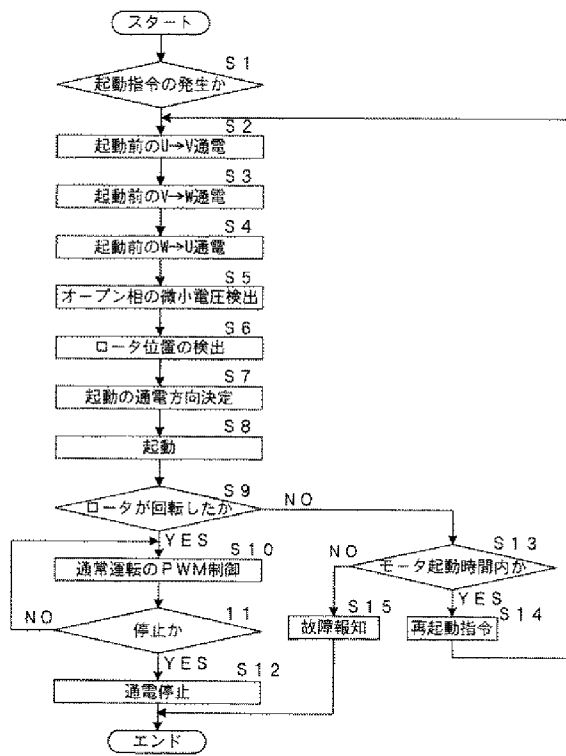 スタート
S1
起動指令の発生か
S2
起動前のU→V通電
S3
起動前のV→W通電
S4
起動前のW→U通電
S5
オープン相の微小電圧検出
S6
ロータ位置の検出
S7
起動の通電方向決定
S8
起動
S9
ロータが回転したか
NO
YES
S10
通常運転のPWM制御
S13
モータ起動時間内か
NO
YES
11
停止か
NO
YES
S15
故障報知
S14
再起動指令
S12
通電停止
エンド